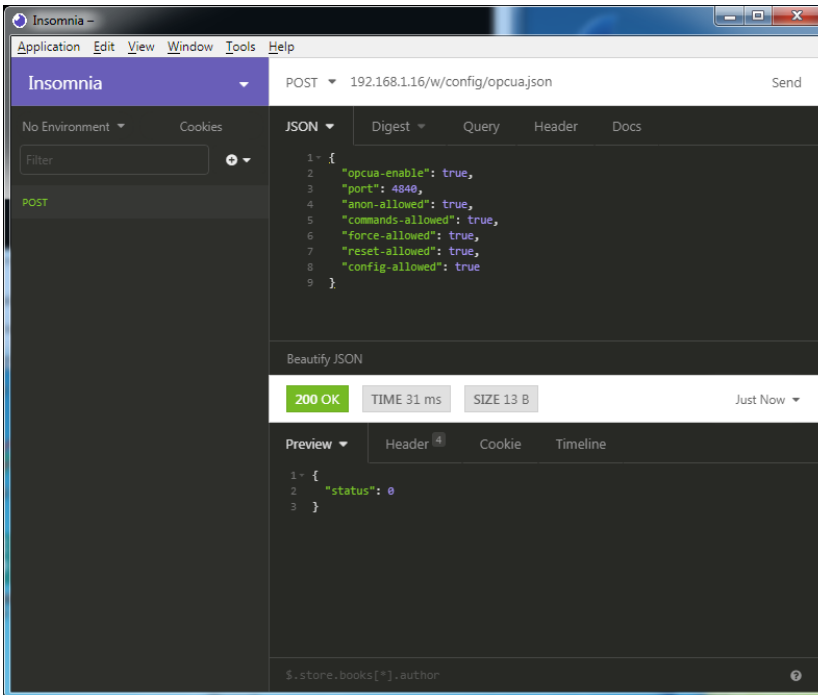 Insomnia –
Application Edit View Window Tools Help
Insomnia
POST 192.168.1.16/w/config/opcua.json Send
No Environment Cookies
JSON Digest Query Header Docs
Filter
POST
1 {
2 "opcua-enable": true,
3 "port": 4840,
4 "anon-allowed": true,
5 "commands-allowed": true,
6 "force-allowed": true,
7 "reset-allowed": true,
8 "config-allowed": true
9 }
Beautify JSON
200 OK TIME 31 ms SIZE 13 B Just Now
Preview Header 4 Cookie Timeline
1 {
2 "status": 0
3 }
$.store.books[*].author